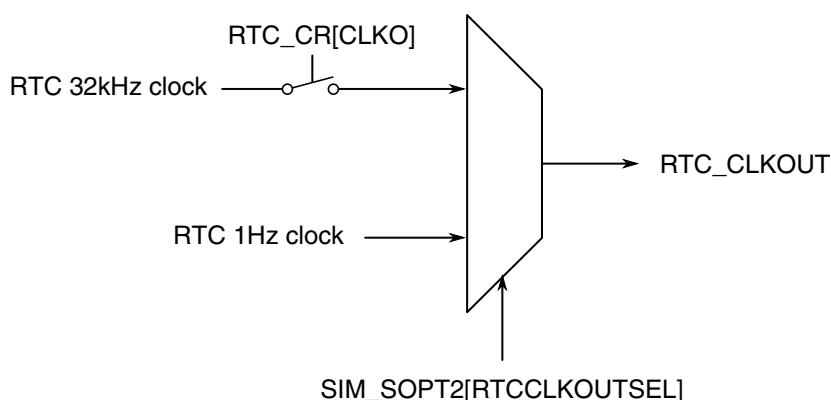 RTC_CR[CLKO]
RTC 32kHz clock
RTC_CLKOUT
RTC 1Hz clock
SIM_SOPT2[RTCCLKOUTSEL]